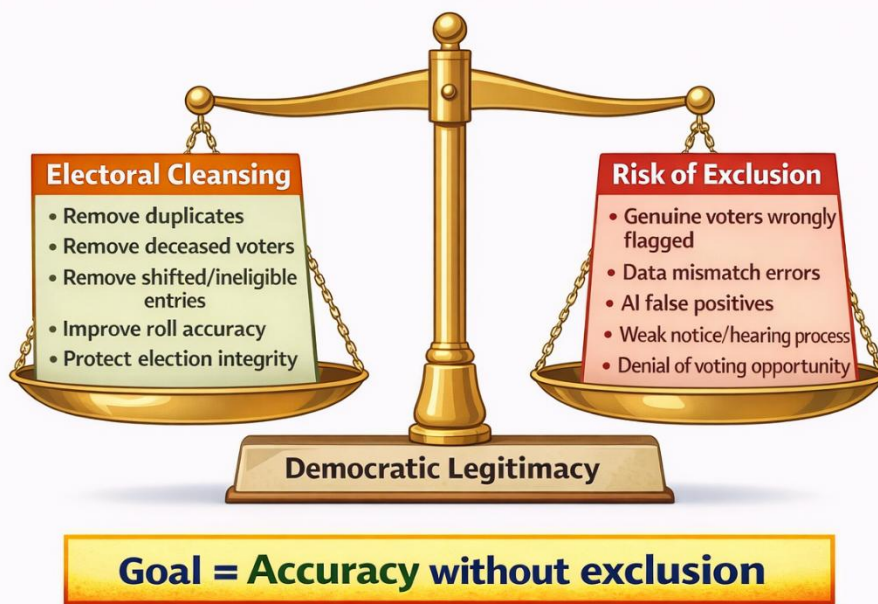 Electoral Cleansing
• Remove duplicates
• Remove deceased voters
• Remove shifted/ineligible
entries
• Improve roll accuracy
• Protect election integrity
Risk of Exclusion
• Genuine voters wrongly
flagged
• Data mismatch errors
• AI false positives
• Weak notice/hearing process
• Denial of voting opportunity
Democratic Legitimacy
Goal = Accuracy without exclusion